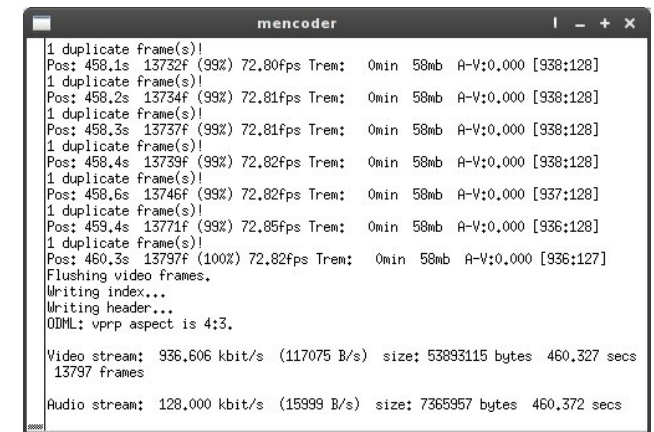 mencoder
1 duplicate frame(s)!
Pos: 458.1s  13732f (99%) 72.80fps Trem:   0min  58mb  A-V:0.000 [938:128]
1 duplicate frame(s)!
Pos: 458.2s  13734f (99%) 72.81fps Trem:   0min  58mb  A-V:0.000 [938:128]
1 duplicate frame(s)!
Pos: 458.3s  13737f (99%) 72.81fps Trem:   0min  58mb  A-V:0.000 [938:128]
1 duplicate frame(s)!
Pos: 458.4s  13739f (99%) 72.82fps Trem:   0min  58mb  A-V:0.000 [938:128]
1 duplicate frame(s)!
Pos: 458.6s  13746f (99%) 72.82fps Trem:   0min  58mb  A-V:0.000 [937:128]
1 duplicate frame(s)!
Pos: 459.4s  13771f (99%) 72.85fps Trem:   0min  58mb  A-V:0.000 [936:128]
1 duplicate frame(s)!
Pos: 460.3s  13797f (100%) 72.82fps Trem:   0min  58mb  A-V:0.000 [936:127]
Flushing video frames.
Writing index...
Writing header...
ODML: vprp aspect is 4:3.
Video stream:  936.606 kbit/s  (117075 B/s)  size: 53893115 bytes  460.327 secs
13797 frames
Audio stream:  128.000 kbit/s  (15999 B/s)  size: 7365957 bytes  460.372 secs